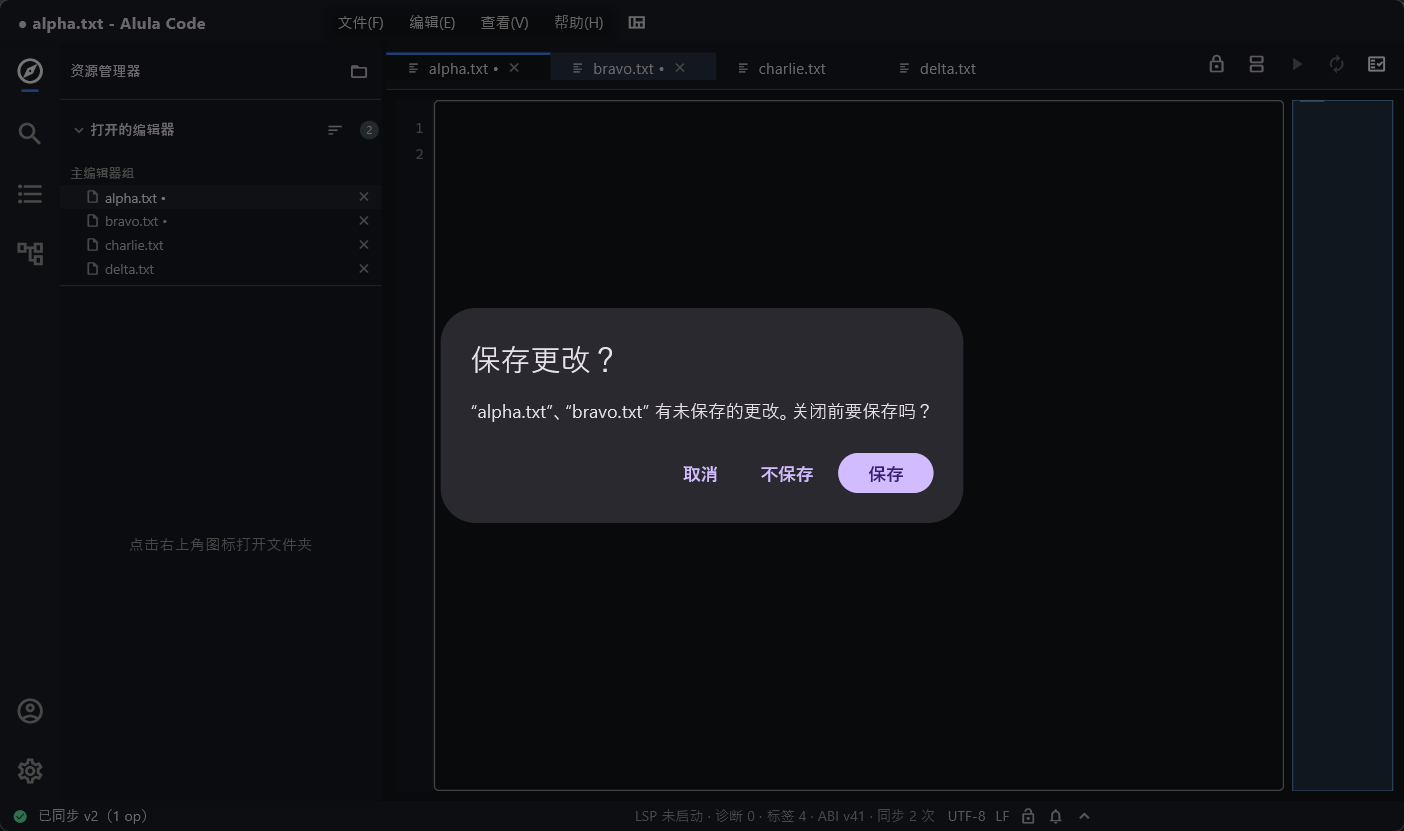 ● alpha.txt - Alula Code
文件(F) 编辑(E) 查看(V) 帮助(H)
资源管理器
alpha.txt •
bravo.txt •
charlie.txt
delta.txt
打开的编辑器
2
主编辑器组
alpha.txt •
bravo.txt •
charlie.txt
delta.txt
点击右上角图标打开文件夹
1
2
保存更改？
“alpha.txt”、“bravo.txt” 有未保存的更改。关闭前要保存吗？
取消 不保存 保存
已同步 v2（1 op）
LSP 未启动 · 诊断 0 · 标签 4 · ABI v41 · 同步 2 次 UTF-8 LF